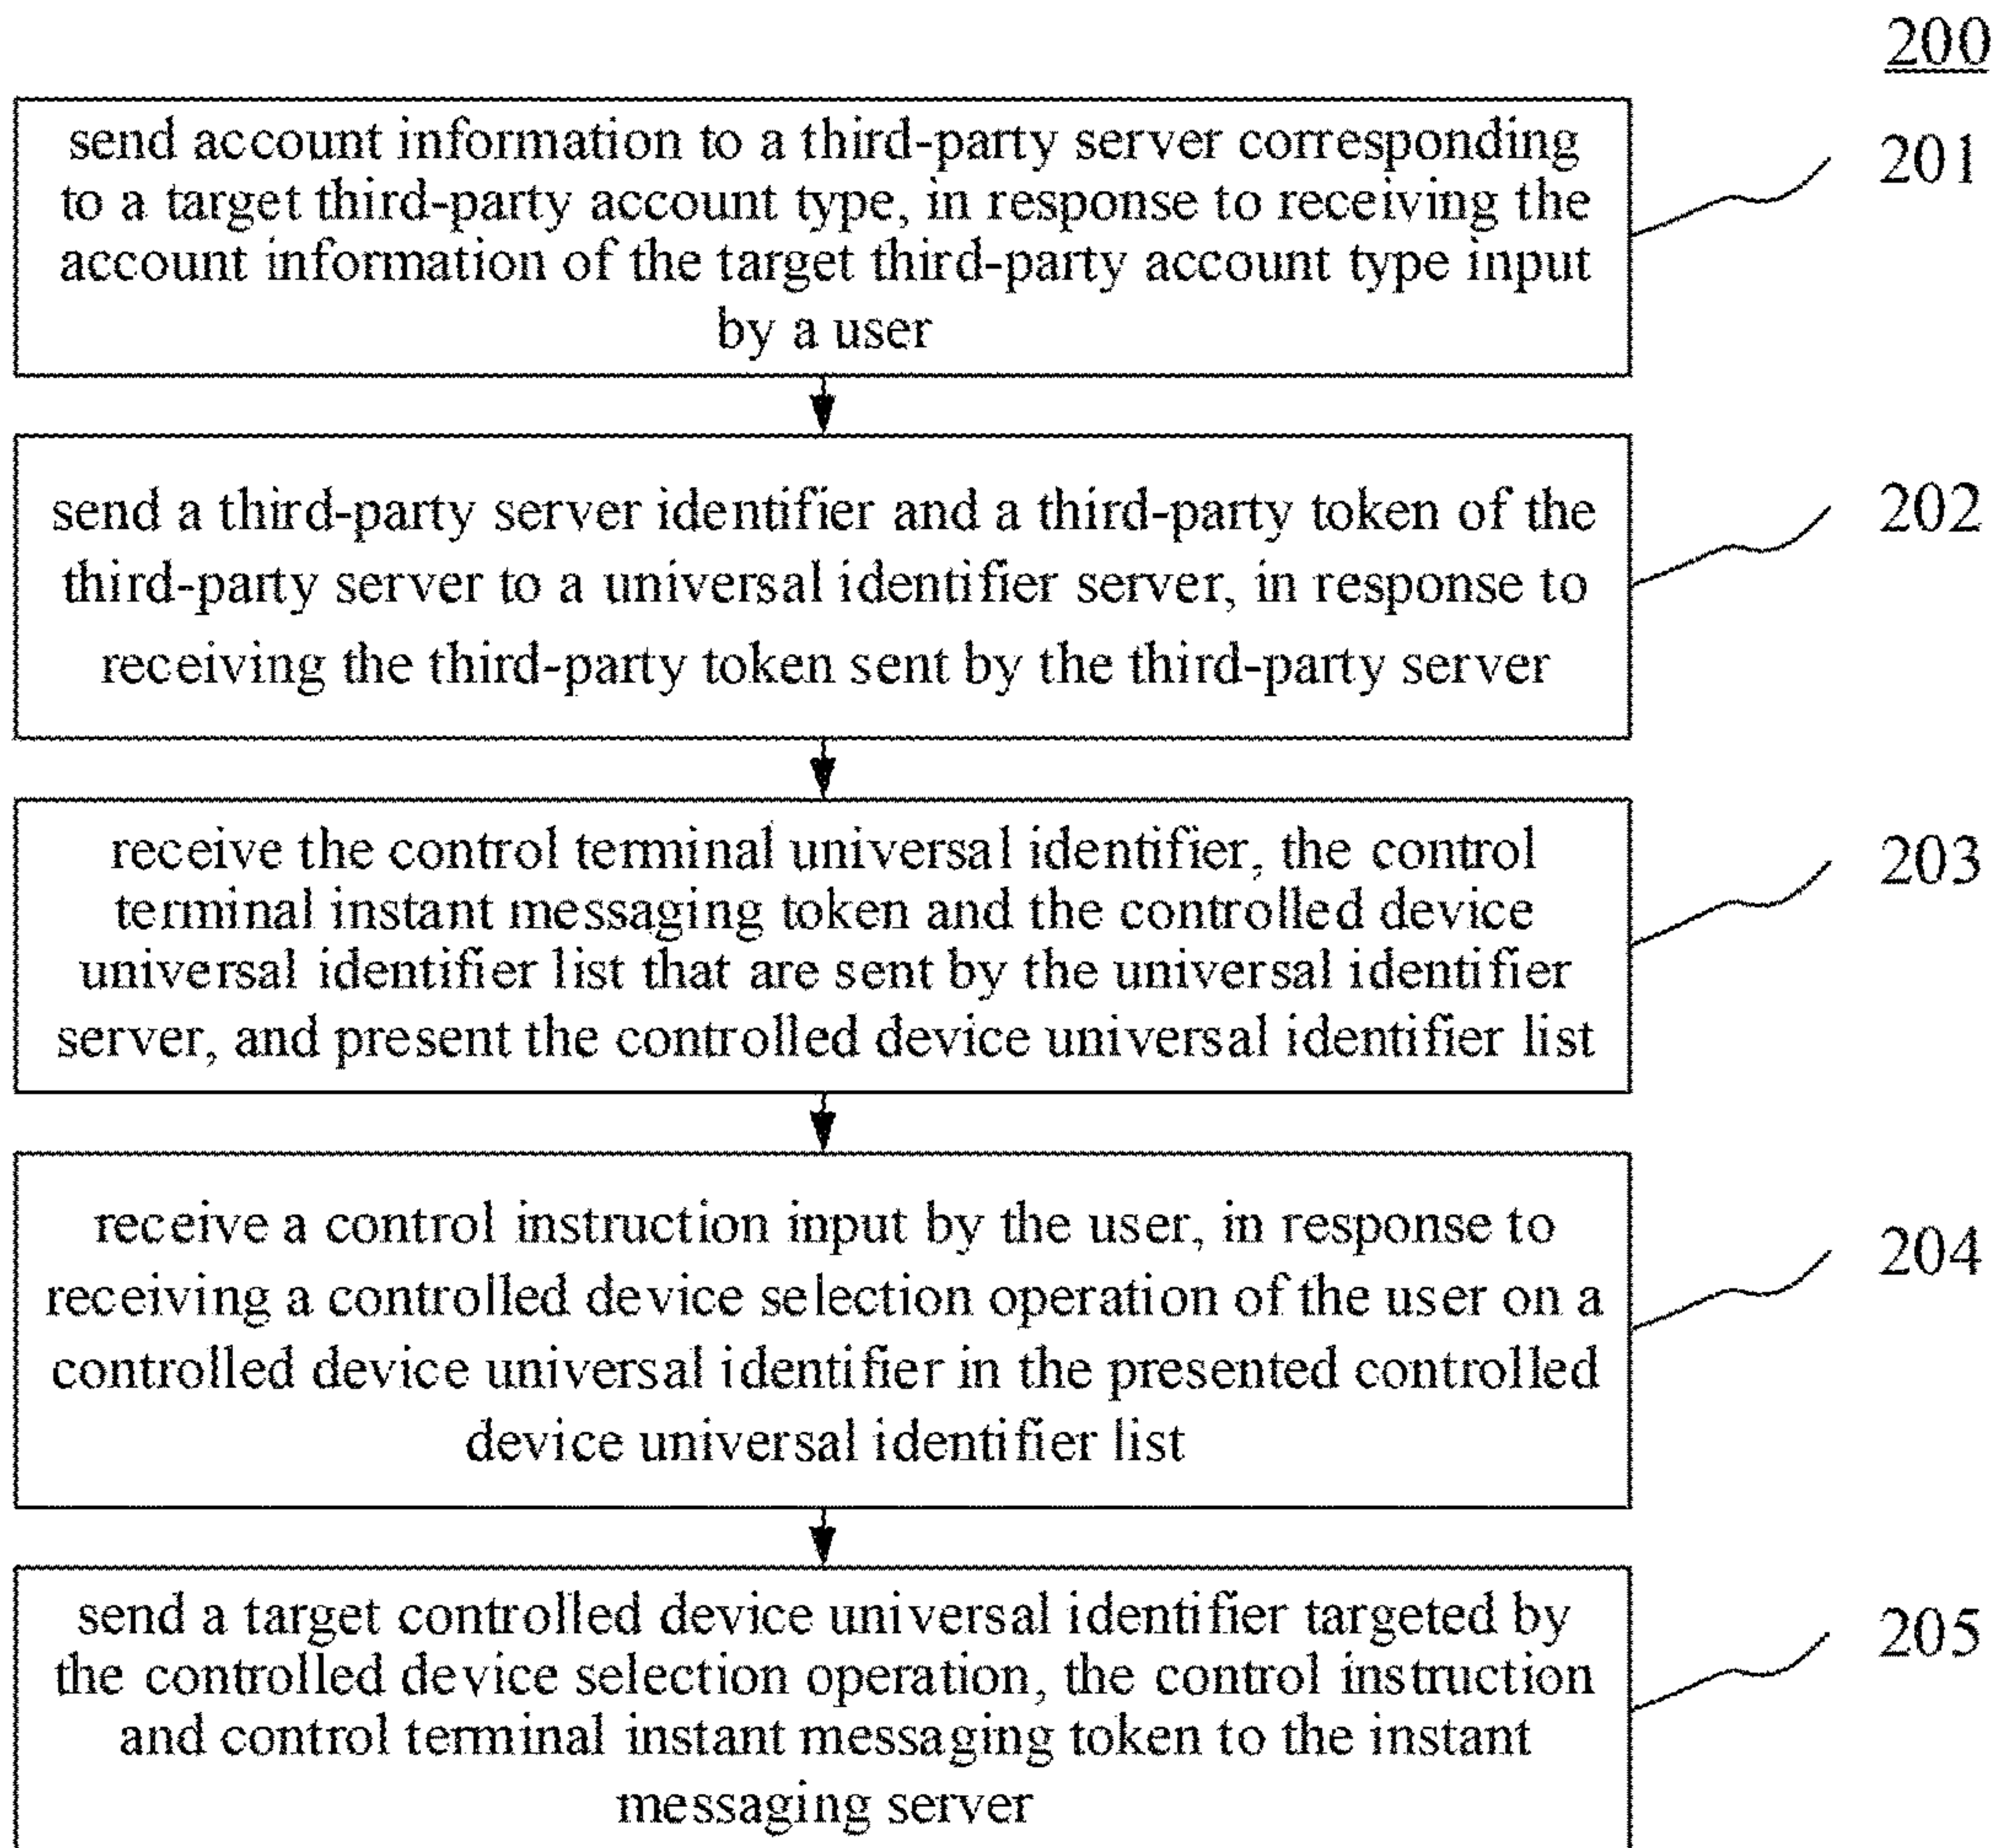 200
send account information to a third-party server corresponding
to a target third-party account type, in response to receiving the
account information of the target third-party account type input
by a user
201
send a third-party server identifier and a third-party token of the
third-party server to a universal identifier server, in response to
receiving the third-party token sent by the third-party server
202
receive the control terminal universal identifier, the control
terminal instant messaging token and the controlled device
universal identifier list that are sent by the universal identifier
server, and present the controlled device universal identifier list
203
receive a control instruction input by the user, in response to
receiving a controlled device selection operation of the user on a
controlled device universal identifier in the presented controlled
device universal identifier list
204
send a target controlled device universal identifier targeted by
the controlled device selection operation, the control instruction
and control terminal instant messaging token to the instant
messaging server
205